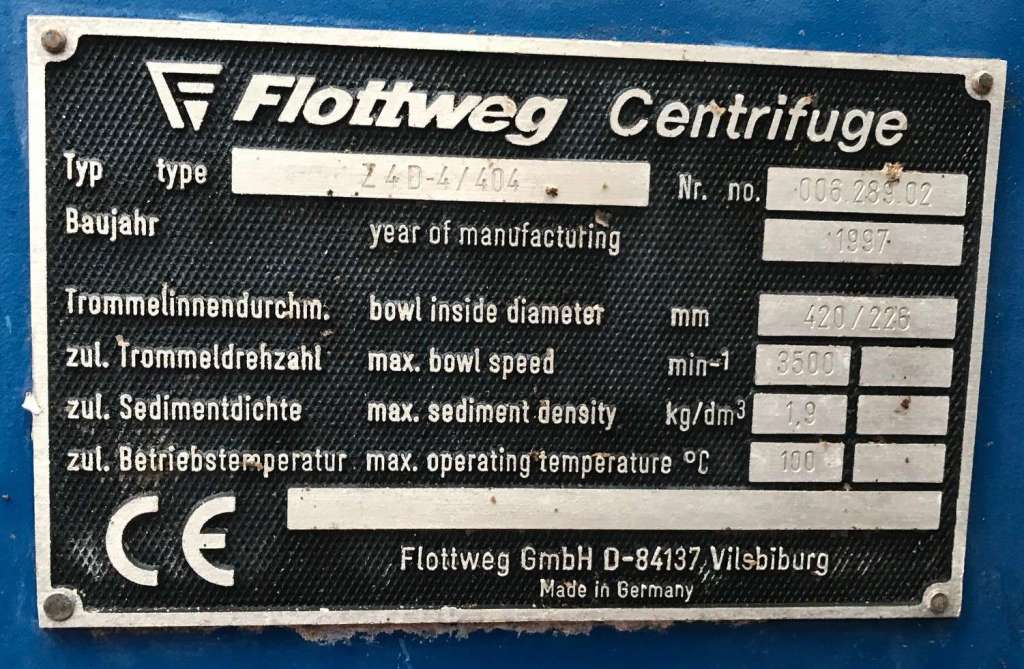 Flottweg Centrifuge
Typ type Z4D-4/404 Nr. no. 006.289.02
Baujahr year of manufacturing 1997
Trommelinnendurchm. bowl inside diameter mm 420/226
zul. Trommeldrehzahl max. bowl speed min-1 3500
zul. Sedimentdichte max. sediment density kg/dm³ 1,9
zul. Betriebstemperatur max. operating temperature °C 100
CE
Flottweg GmbH D-84137 Vilsbiburg
Made in Germany